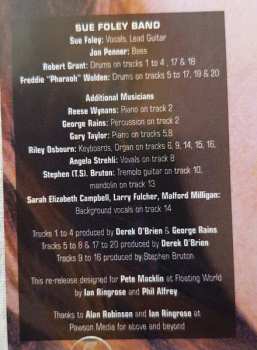 SUE FOLEY BAND
Sue Foley: Vocals, Lead Guitar
Jon Penner: Bass
Robert Grant: Drums on tracks 1 to 4 , 17 & 18
Freddie "Pharaoh" Walden: Drums on tracks 5 to 17, 19 & 20
Additional Musicians
Reese Wynans: Piano on track 2
George Rains: Percussion on track 2
Gary Taylor: Piano on tracks 5,8
Riley Osbourn: Keyboards, Organ on tracks 6, 9, 14, 15, 16,
Angela Strehli: Vocals on track 8
Stephen (T.S). Bruton: Tremolo guitar on track 10,
mandolin on track 13
Sarah Elizabeth Campbell, Larry Fulcher, Malford Milligan:
Background vocals on track 14
Tracks 1 to 4 produced by Derek O'Brien & George Rains
Tracks 5 to 8 & 17 to 20 produced by Derek O'Brien
Tracks 9 to 16 produced by Stephen Bruton.
This re-release designed for Pete Macklin at Floating World
by Ian Ringrose and Phil Alfrey
Thanks to Alan Robinson and Ian Ringrose at
Pawson Media for above and beyond